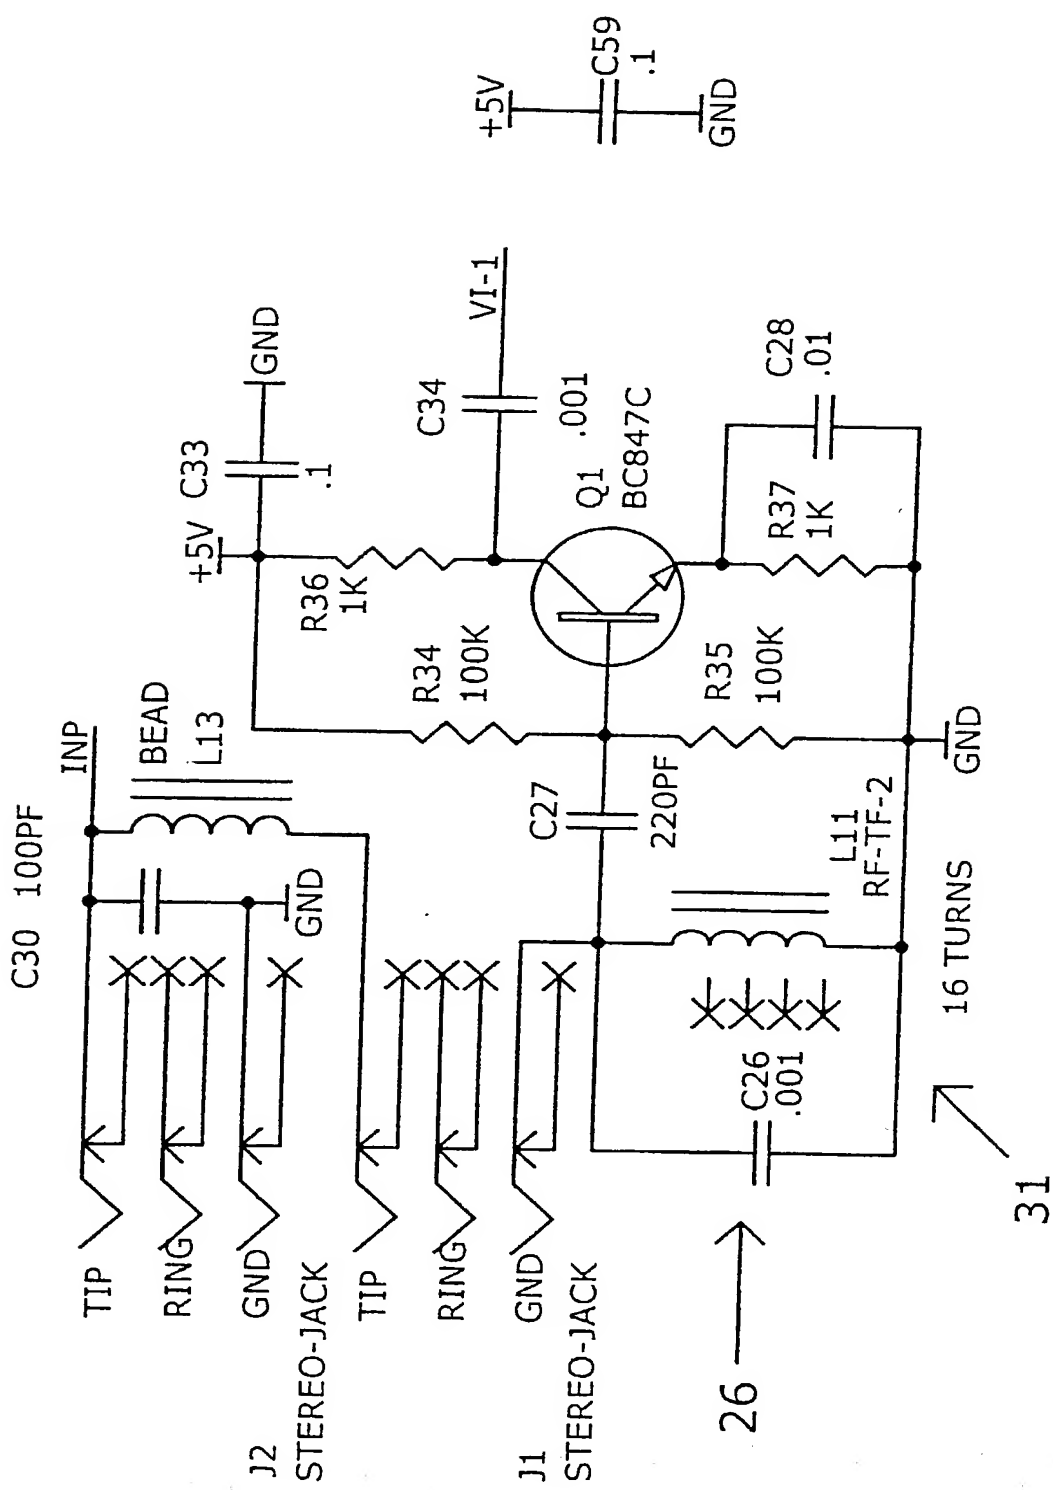 C30 100PF
INP
BEAD
L13
TIP
RING
GND
GND
J2
STEREO-JACK
TIP
RING
GND
J1
STEREO-JACK
+5V
C33
.1
GND
R36
1K
R34
100K
C34
.001
VI-1
+5V
C59
.1
GND
Q1
BC847C
C27
220PF
R35
100K
R37
1K
C28
.01
L11
RF-TF-2
GND
16 TURNS
C26
.001
26
31